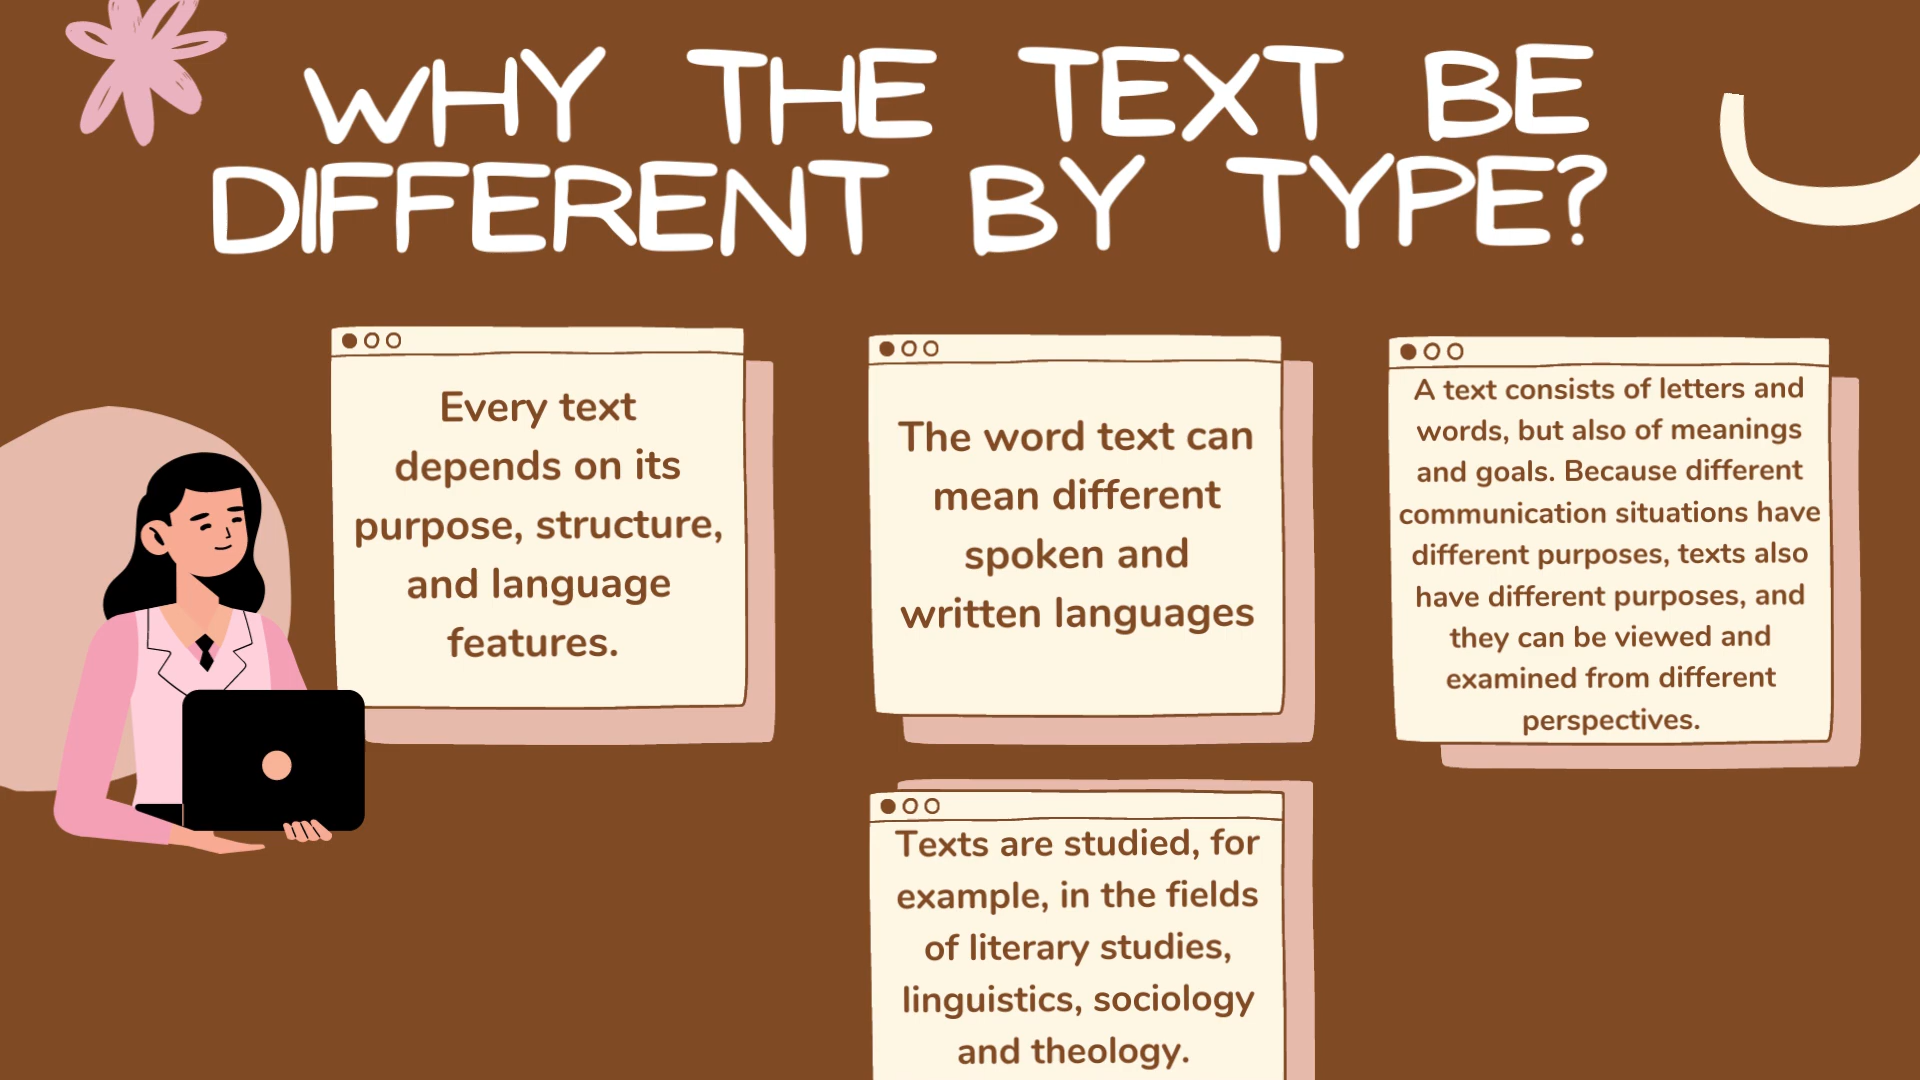 WHY THE TEXT BE
DIFFERENT BY TYPE?
Every text
depends on its
purpose, structure,
and language
features.
The word text can
mean different
spoken and
written languages
A text consists of letters and
words, but also of meanings
and goals. Because different
communication situations have
different purposes, texts also
have different purposes, and
they can be viewed and
examined from different
perspectives.
Texts are studied, for
example, in the fields
of literary studies,
linguistics, sociology
and theology.